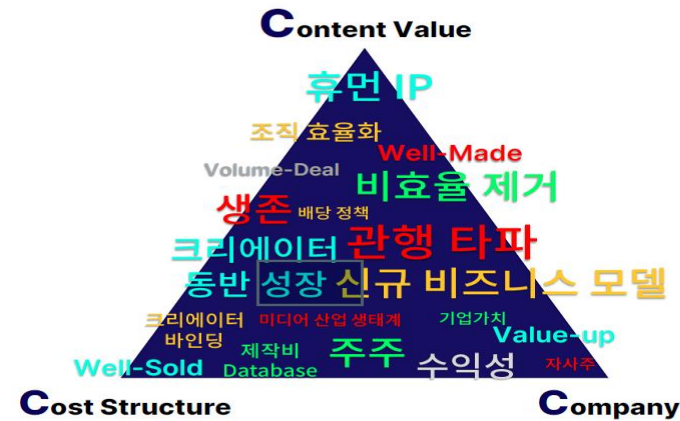 Content Value
휴먼 IP
조직 효율화
Well-Made
Volume-Deal
비효율 제거
생존 배당 정책
크리에이터 관행 타파
동반 성장 신규 비즈니스 모델
크리에이터 바인딩
미디어 산업 생태계
기업가치
Value-up
제작비 Database
주주
수익성
자사주
Well-Sold
Cost Structure
Company